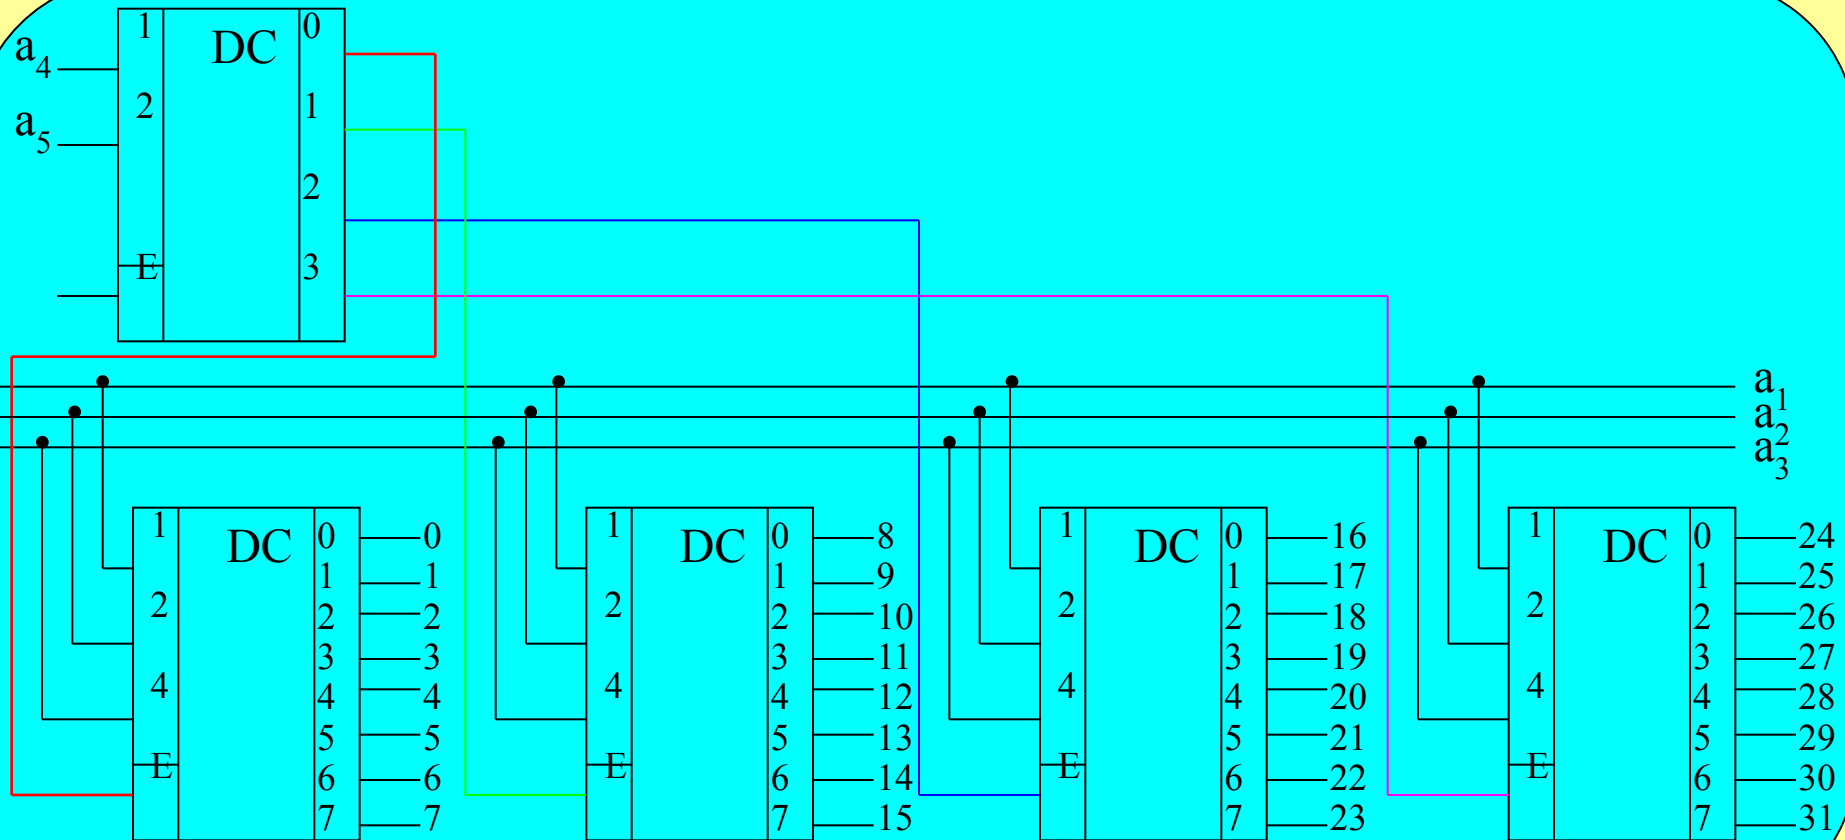 1 DC 0
a4
2 1
a5
2
E 3
a1
a2
a3
1 DC 0 0 1 DC 0 8 1 DC 0 16 1 DC 0 24
1 1 1 9 1 17 1 25
2 2 2 2 2 10 2 2 18 2 2 26
3 3 3 11 3 19 3 27
4 4 4 4 4 12 4 4 20 4 4 28
5 5 5 13 5 21 5 29
E 6 6 E 6 14 E 6 22 E 6 30
7 7 7 15 7 23 7 31